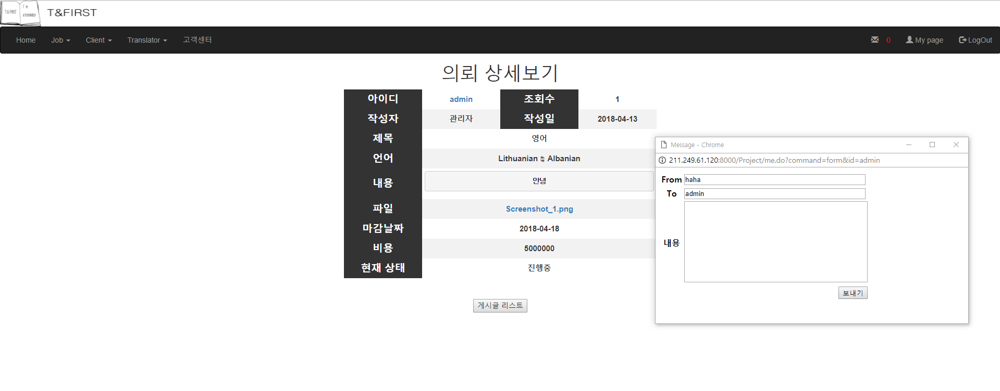 T & FIRST
I'm
a translator
T&FIRST
Home Job Client Translator 고객센터 0 My page LogOut
의뢰 상세보기
아이디 admin 조회수 1
작성자 관리자 작성일 2018-04-13
제목 영어
언어 Lithuanian Albanian
내용 안녕
파일 Screenshot_1.png
마감날짜 2018-04-18
비용 5000000
현재 상태 진행중
게시글 리스트
Message - Chrome
211.249.61.120:8000/Project/me.do?command=form&id=admin
From haha
To admin
내용
보내기